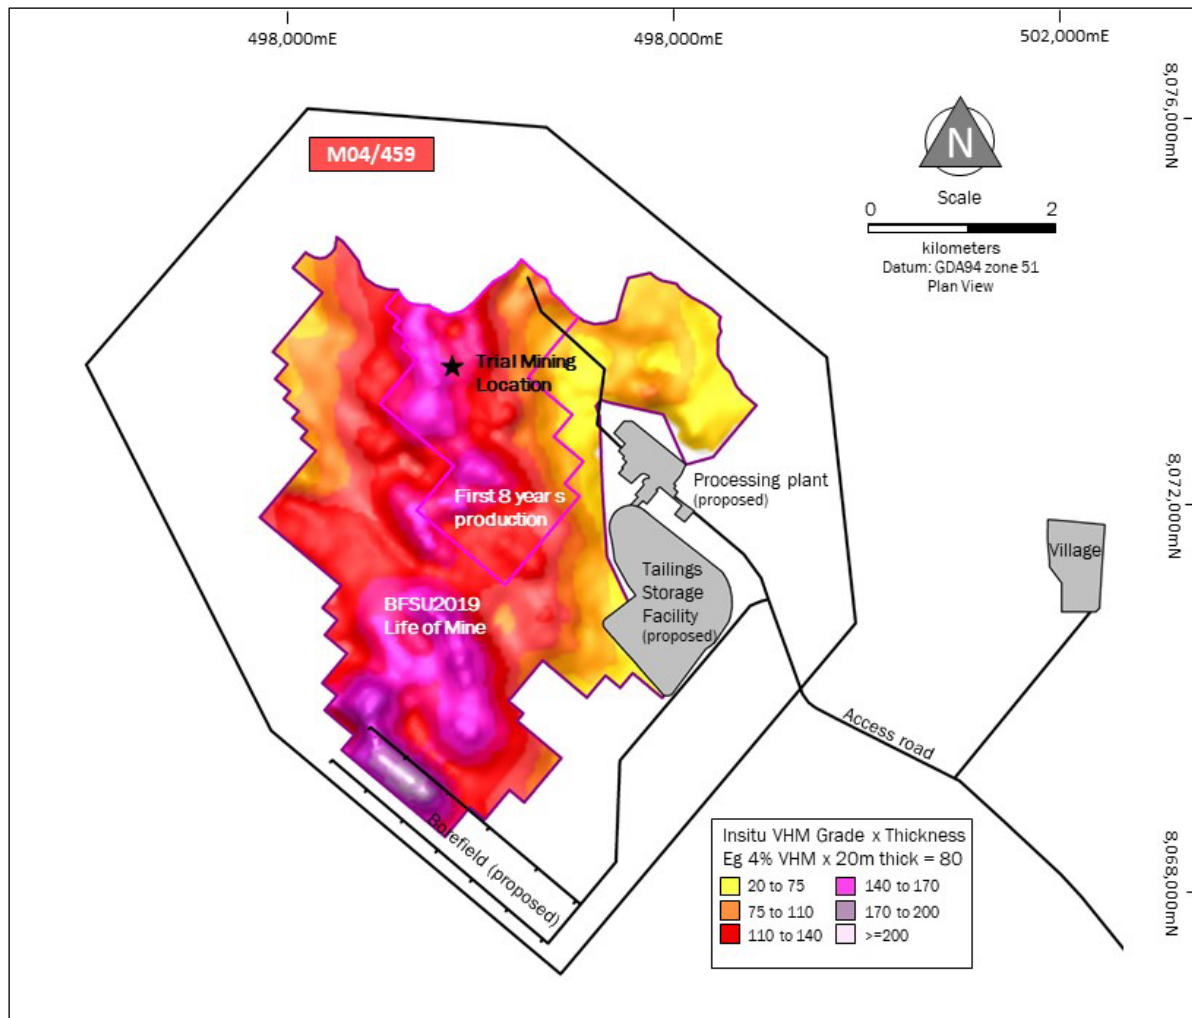 498,000mE
498,000mE
502,000mE
8,076,000mN
M04/459
N
Scale
0
2
kilometers
Datum: GDA94 zone 51
Plan View
Trial Mining
Location
First 8 year s
production
Processing plant
(proposed)
8,072,000mN
Village
Tailings
Storage
Facility
(proposed)
BFSU2019
Life of Mine
Access road
Borefield (proposed)
8,068,000mN
Insitu VHM Grade x Thickness
Eg 4% VHM x 20m thick = 80
20 to 75
140 to 170
75 to 110
170 to 200
110 to 140
>=200